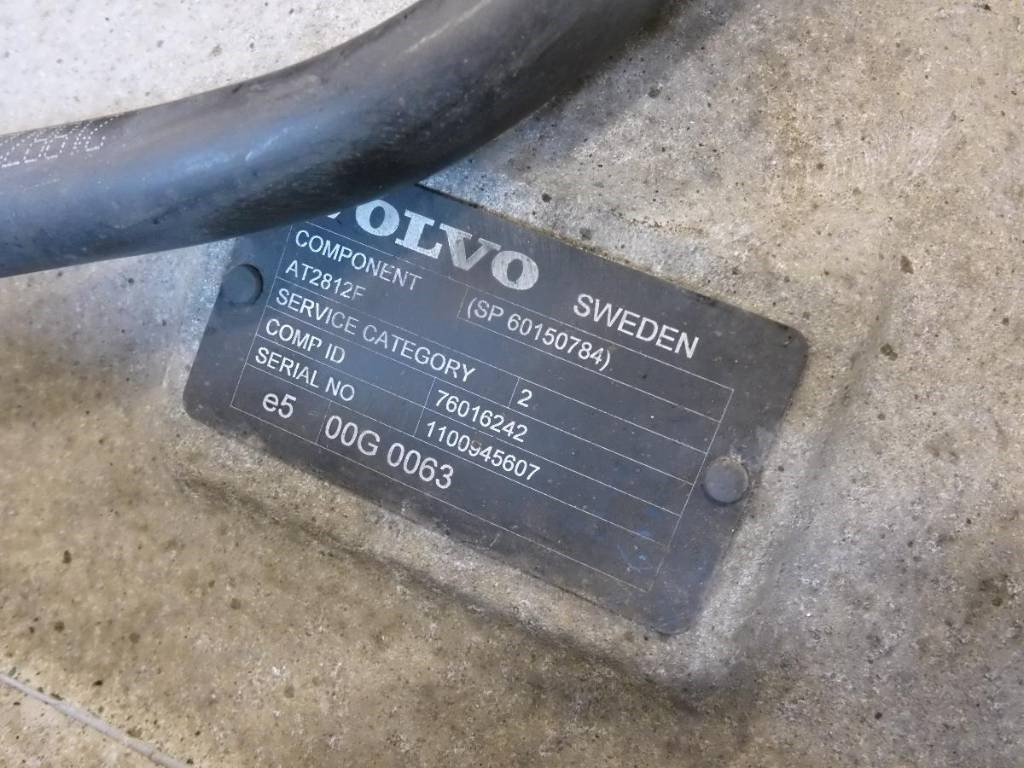 VOLVO SWEDEN
COMPONENT (SP 60150784)
AT2812F
SERVICE CATEGORY 2
COMP ID 76016242
SERIAL NO 1100945607
e5 00G 0063